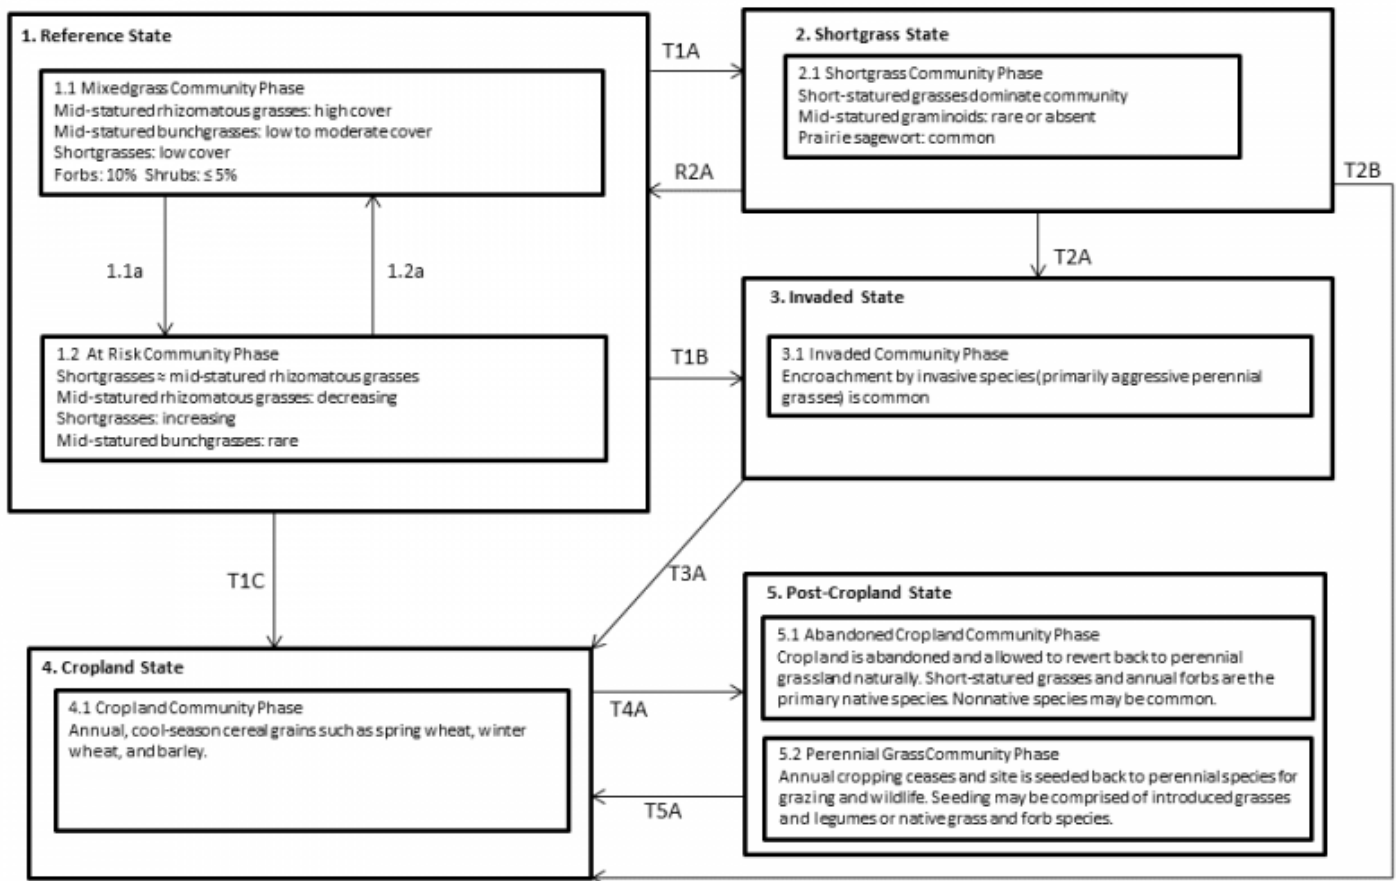 1. Reference State
1.1 Mixedgrass Community Phase
Mid-statured rhizomatous grasses: high cover
Mid-statured bunchgrasses: low to moderate cover
Shortgrasses: low cover
Forbs: 10% Shrubs: ≤ 5%
1.1a
1.2a
1.2 At Risk Community Phase
Shortgrasses ≈ mid-statured rhizomatous grasses
Mid-statured rhizomatous grasses: decreasing
Shortgrasses: increasing
Mid-statured bunchgrasses: rare
T1A
R2A
2. Shortgrass State
2.1 Shortgrass Community Phase
Short-statured grasses dominate community
Mid-statured graminoids: rare or absent
Prairie sagewort: common
T2B
T2A
T1B
3. Invaded State
3.1 Invaded Community Phase
Encroachment by invasive species (primarily aggressive perennial
grasses) is common
T1C
T3A
4. Cropland State
4.1 Cropland Community Phase
Annual, cool-season cereal grains such as spring wheat, winter
wheat, and barley.
T4A
T5A
5. Post-Cropland State
5.1 Abandoned Cropland Community Phase
Cropland is abandoned and allowed to revert back to perennial
grassland naturally. Short-statured grasses and annual forbs are the
primary native species. Nonnative species may be common.
5.2 Perennial Grass Community Phase
Annual cropping ceases and site is seeded back to perennial species for
grazing and wildlife. Seeding may be comprised of introduced grasses
and legumes or native grass and forb species.